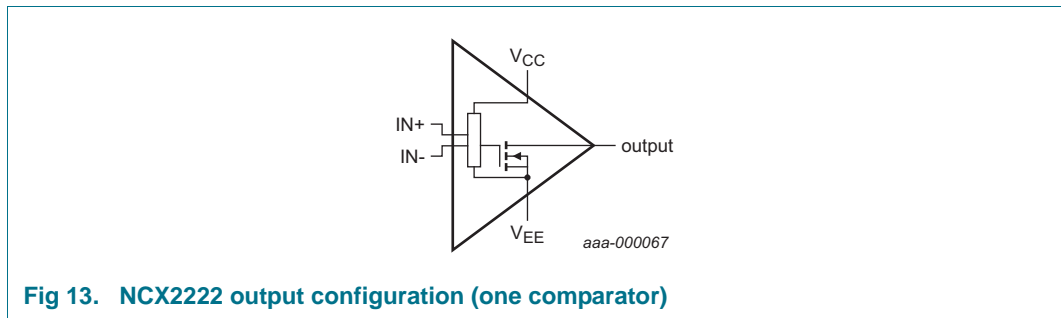 VCC
IN+
IN-
output
VEE
aaa-000067
Fig 13. NCX2222 output configuration (one comparator)